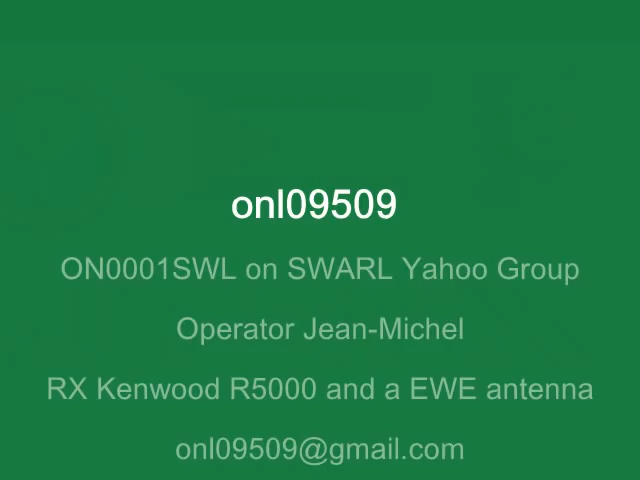 onl09509
ON0001SWL on SWARL Yahoo Group
Operator Jean-Michel
RX Kenwood R5000 and a EWE antenna
onl09509@gmail.com